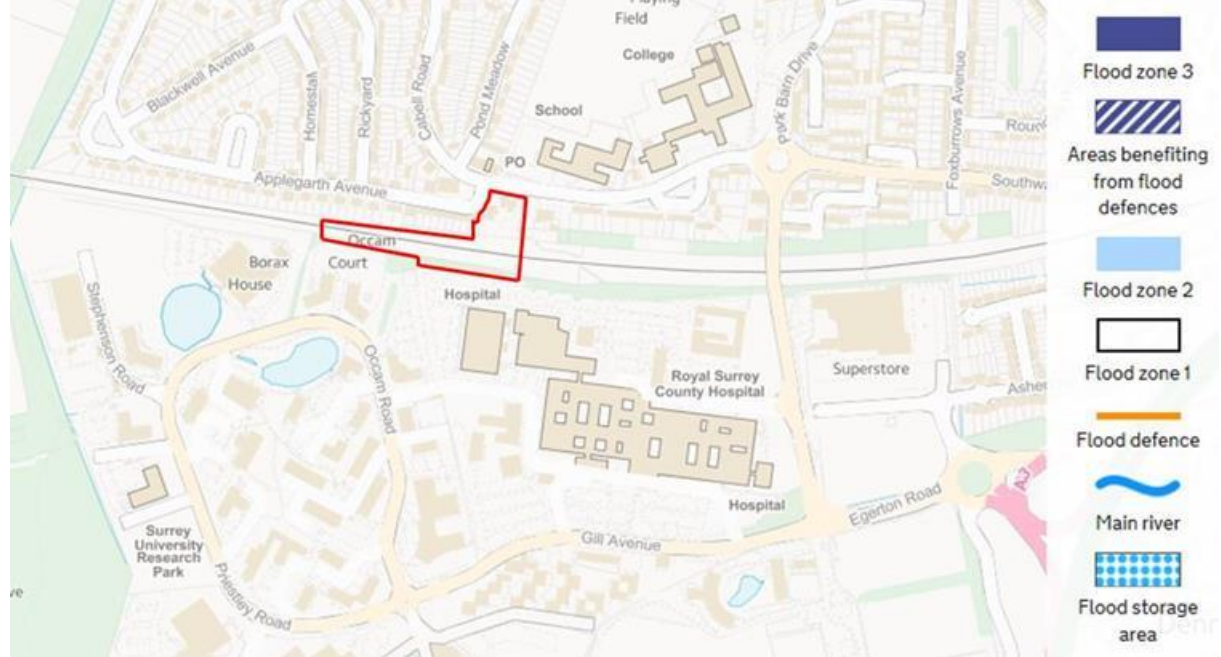 Playing
Field
College
School
PO
Blackwell Avenue
Homestall
Rickyard
Cabell Road
Pond Meadow
Park Barn Drive
Foxburrows Avenue
Applegarth Avenue
Occam
Court
Borax
House
Hospital
Stephenson Road
Occam Road
Royal Surrey
County Hospital
Superstore
Hospital
Surrey
University
Research
Park
Priestley Road
Gill Avenue
Egerton Road
A3
Flood zone 3
Areas benefiting
from flood
defences
Flood zone 2
Flood zone 1
Flood defence
Main river
Flood storage
area